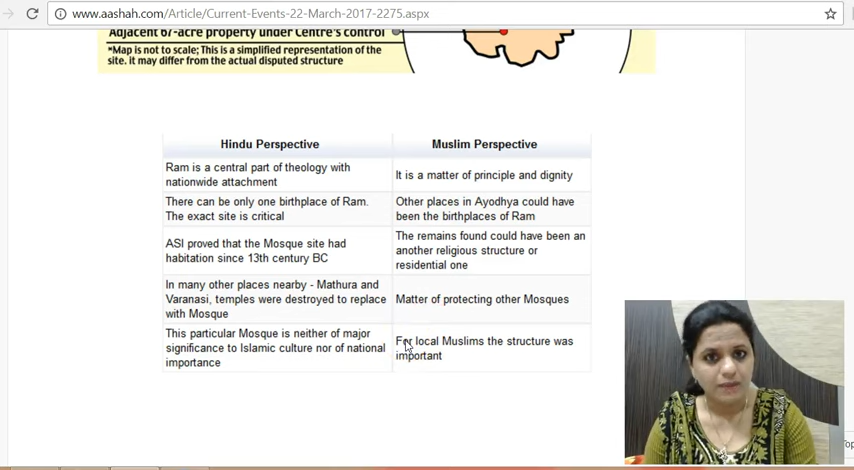 www.aashah.com/Article/Current-Events-22-March-2017-2275.aspx
Adjacent 67-acre property under Centre's control
*Map is not to scale; This is a simplified representation of the
site. it may differ from the actual disputed structure
Hindu Perspective
Muslim Perspective
Ram is a central part of theology with
nationwide attachment
It is a matter of principle and dignity
There can be only one birthplace of Ram.
The exact site is critical
Other places in Ayodhya could have
been the birthplaces of Ram
ASI proved that the Mosque site had
habitation since 13th century BC
The remains found could have been an
another religious structure or
residential one
In many other places nearby - Mathura and
Varanasi, temples were destroyed to replace
with Mosque
Matter of protecting other Mosques
This particular Mosque is neither of major
significance to Islamic culture nor of national
importance
For local Muslims the structure was
important